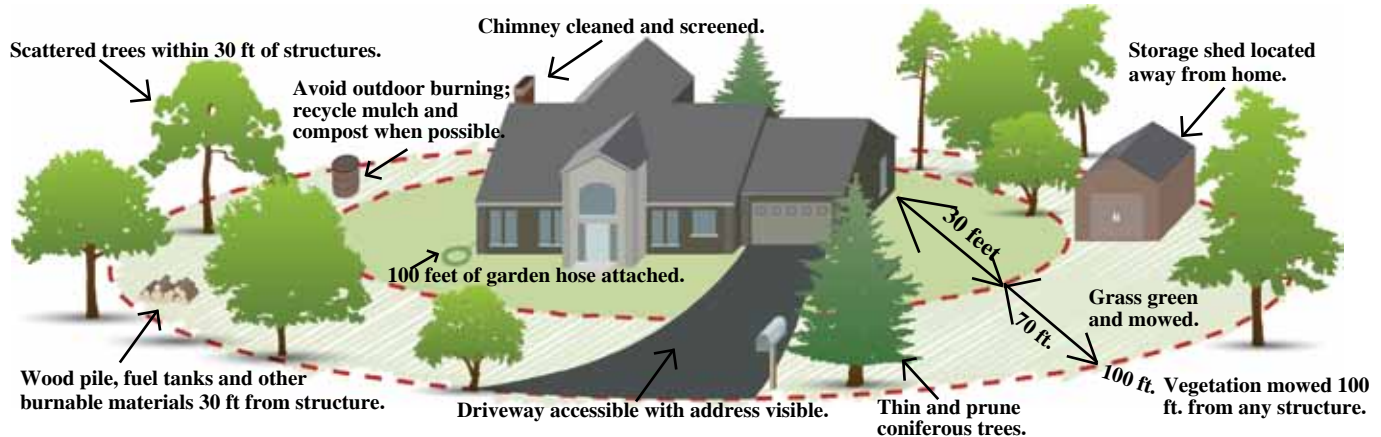 Chimney cleaned and screened.
Scattered trees within 30 ft of structures.
Storage shed located
away from home.
Avoid outdoor burning;
recycle mulch and
compost when possible.
30 feet
100 feet of garden hose attached.
Grass green
and mowed.
70 ft.
Wood pile, fuel tanks and other
burnable materials 30 ft from structure.
Driveway accessible with address visible.
Thin and prune
coniferous trees.
100 ft.
Vegetation mowed 100
ft. from any structure.